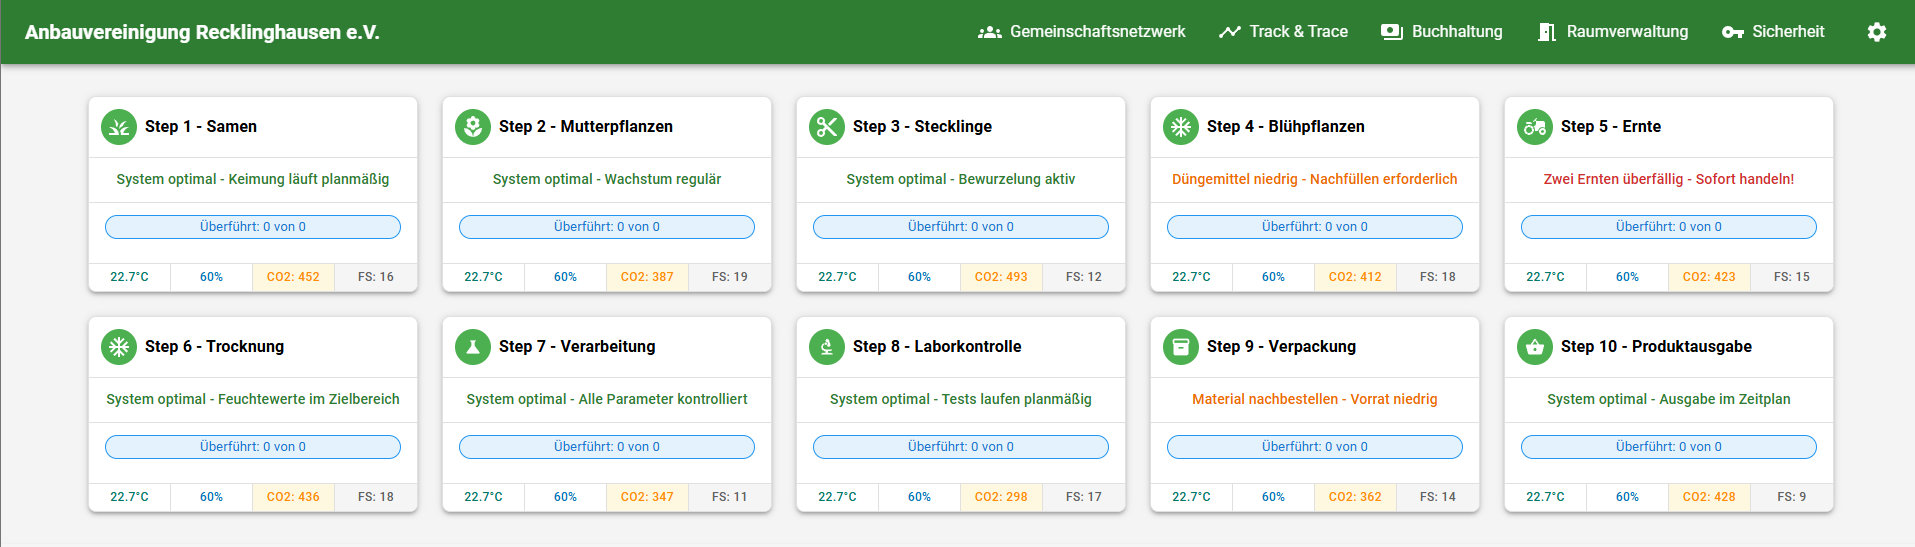 Anbauvereinigung Recklinghausen e.V.
Gemeinschaftsnetzwerk
Track & Trace
Buchhaltung
Raumverwaltung
Sicherheit
Step 1 - Samen
System optimal - Keimung läuft planmäßig
Überführt: 0 von 0
22.7°C 60% CO2: 452 FS: 16
Step 2 - Mutterpflanzen
System optimal - Wachstum regulär
Überführt: 0 von 0
22.7°C 60% CO2: 387 FS: 19
Step 3 - Stecklinge
System optimal - Bewurzelung aktiv
Überführt: 0 von 0
22.7°C 60% CO2: 493 FS: 12
Step 4 - Blühpflanzen
Düngemittel niedrig - Nachfüllen erforderlich
Überführt: 0 von 0
22.7°C 60% CO2: 412 FS: 18
Step 5 - Ernte
Zwei Ernten überfällig - Sofort handeln!
Überführt: 0 von 0
22.7°C 60% CO2: 423 FS: 15
Step 6 - Trocknung
System optimal - Feuchtewerte im Zielbereich
Überführt: 0 von 0
22.7°C 60% CO2: 436 FS: 18
Step 7 - Verarbeitung
System optimal - Alle Parameter kontrolliert
Überführt: 0 von 0
22.7°C 60% CO2: 347 FS: 11
Step 8 - Laborkontrolle
System optimal - Tests laufen planmäßig
Überführt: 0 von 0
22.7°C 60% CO2: 298 FS: 17
Step 9 - Verpackung
Material nachbestellen - Vorrat niedrig
Überführt: 0 von 0
22.7°C 60% CO2: 362 FS: 14
Step 10 - Produktausgabe
System optimal - Ausgabe im Zeitplan
Überführt: 0 von 0
22.7°C 60% CO2: 428 FS: 9